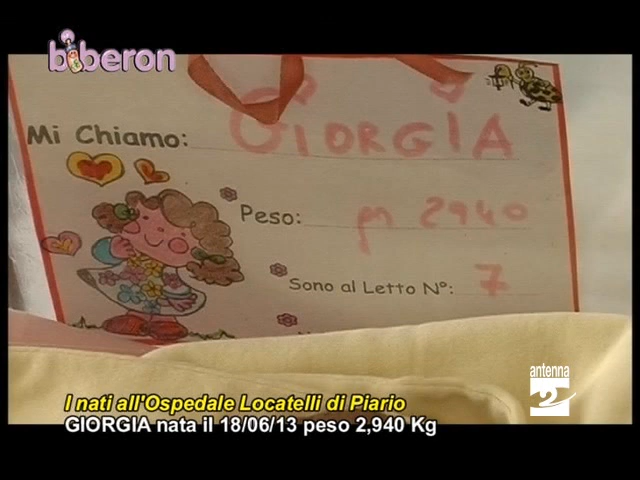 biberon
Mi Chiamo: GiORGiA
Peso: gr 2940
Sono al Letto N°: 7
antenna
2
I nati all'Ospedale Locatelli di Piario
GIORGIA nata il 18/06/13 peso 2,940 Kg